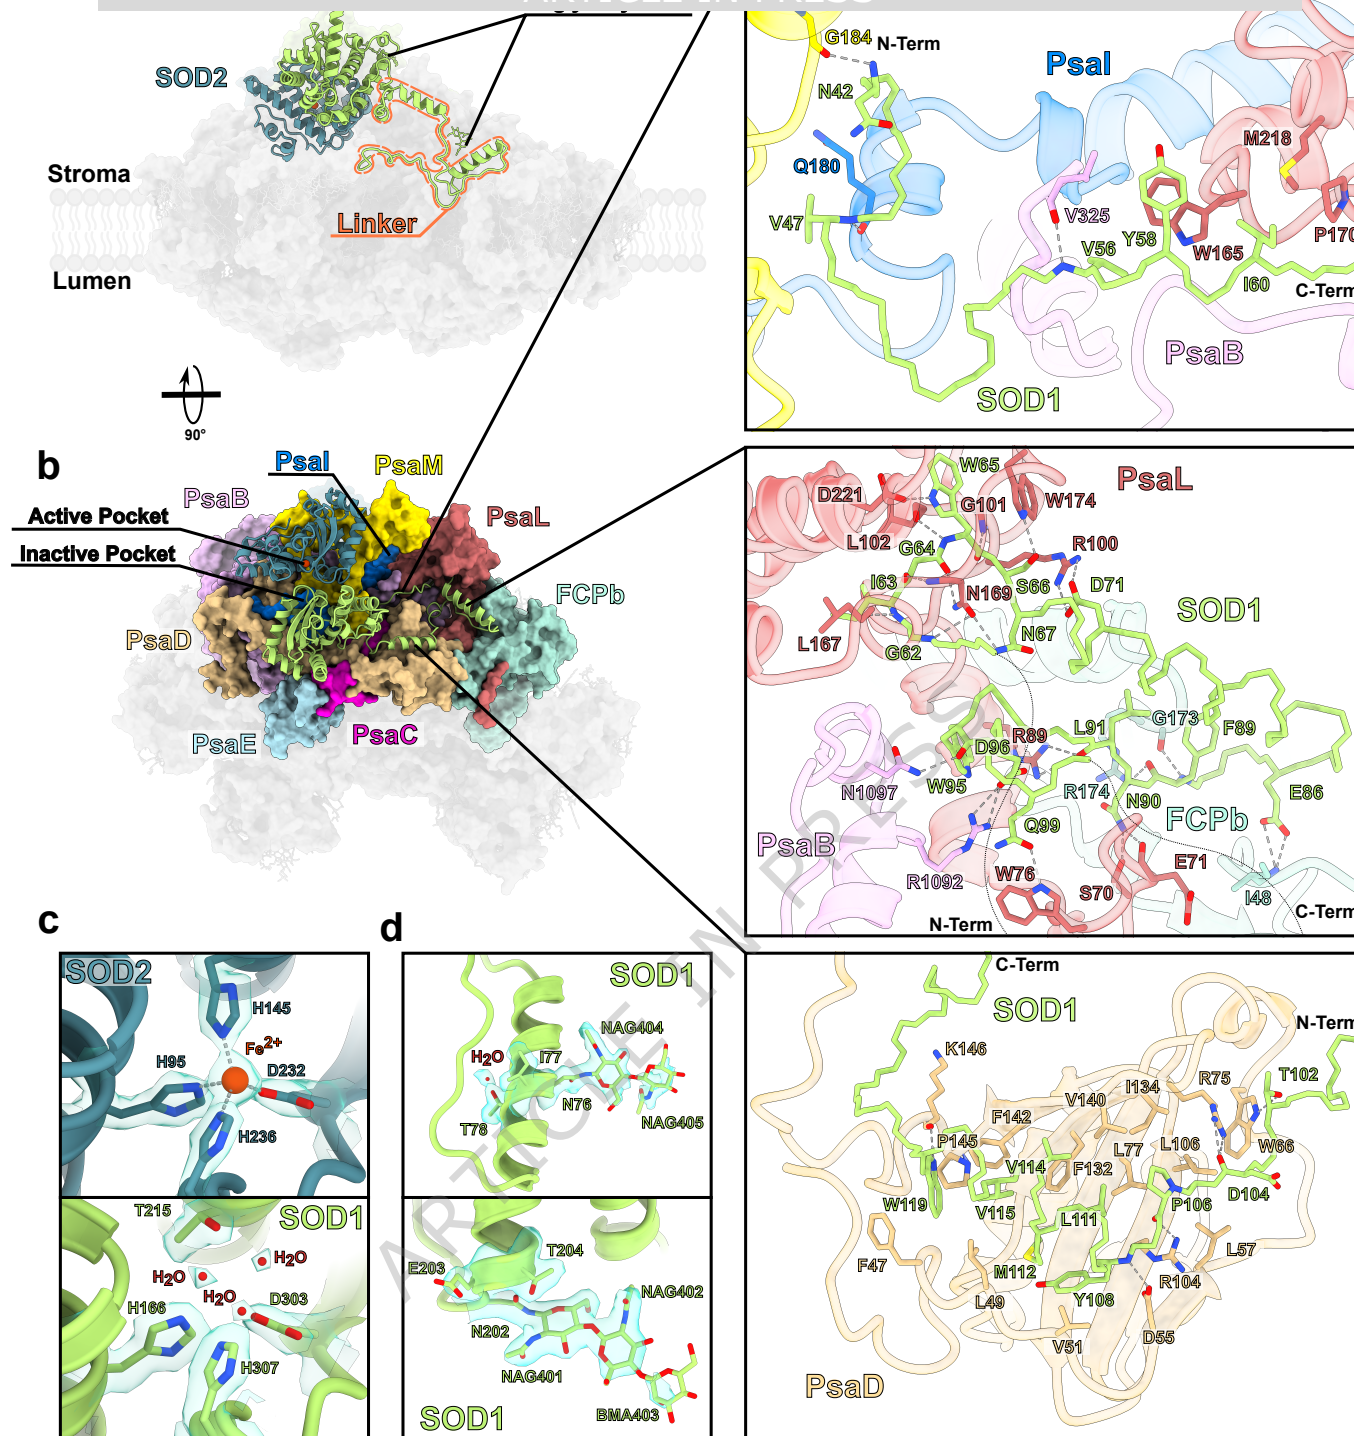 ARTICLE IN PRESS
SOD2
Stroma
Linker
Lumen
90°
G184
N-Term
PsaI
N42
Q180
M218
V47
V325
V56
Y58
W165
P170
I60
C-Term
PsaB
SOD1
b
PsaI
PsaM
PsaB
PsaL
Active Pocket
Inactive Pocket
FCPb
PsaD
PsaE
PsaC
W65
PsaL
D221
G101
W174
L102
G64
R100
I63
N169
S66
D71
SOD1
L167
G62
N67
L91
G173
R89
F89
D96
W95
N1097
R174
N90
E86
FCPb
Q99
PsaB
R1092
W76
E71
S70
I48
N-Term
C-Term
c
SOD2
H145
Fe2+
H95
D232
H236
T215
SOD1
H2O
H2O
H2O
H166
D303
H307
d
SOD1
NAG404
H2O
I77
N76
T78
NAG405
T204
E203
NAG402
N202
NAG401
BMA403
SOD1
C-Term
SOD1
N-Term
K146
R75
T102
I134
V140
F142
P145
L77
L106
W66
V114
F132
W119
D104
P106
V115
L111
L57
F47
M112
R104
Y108
L49
V51
D55
PsaD
ARTICLE IN PRESS